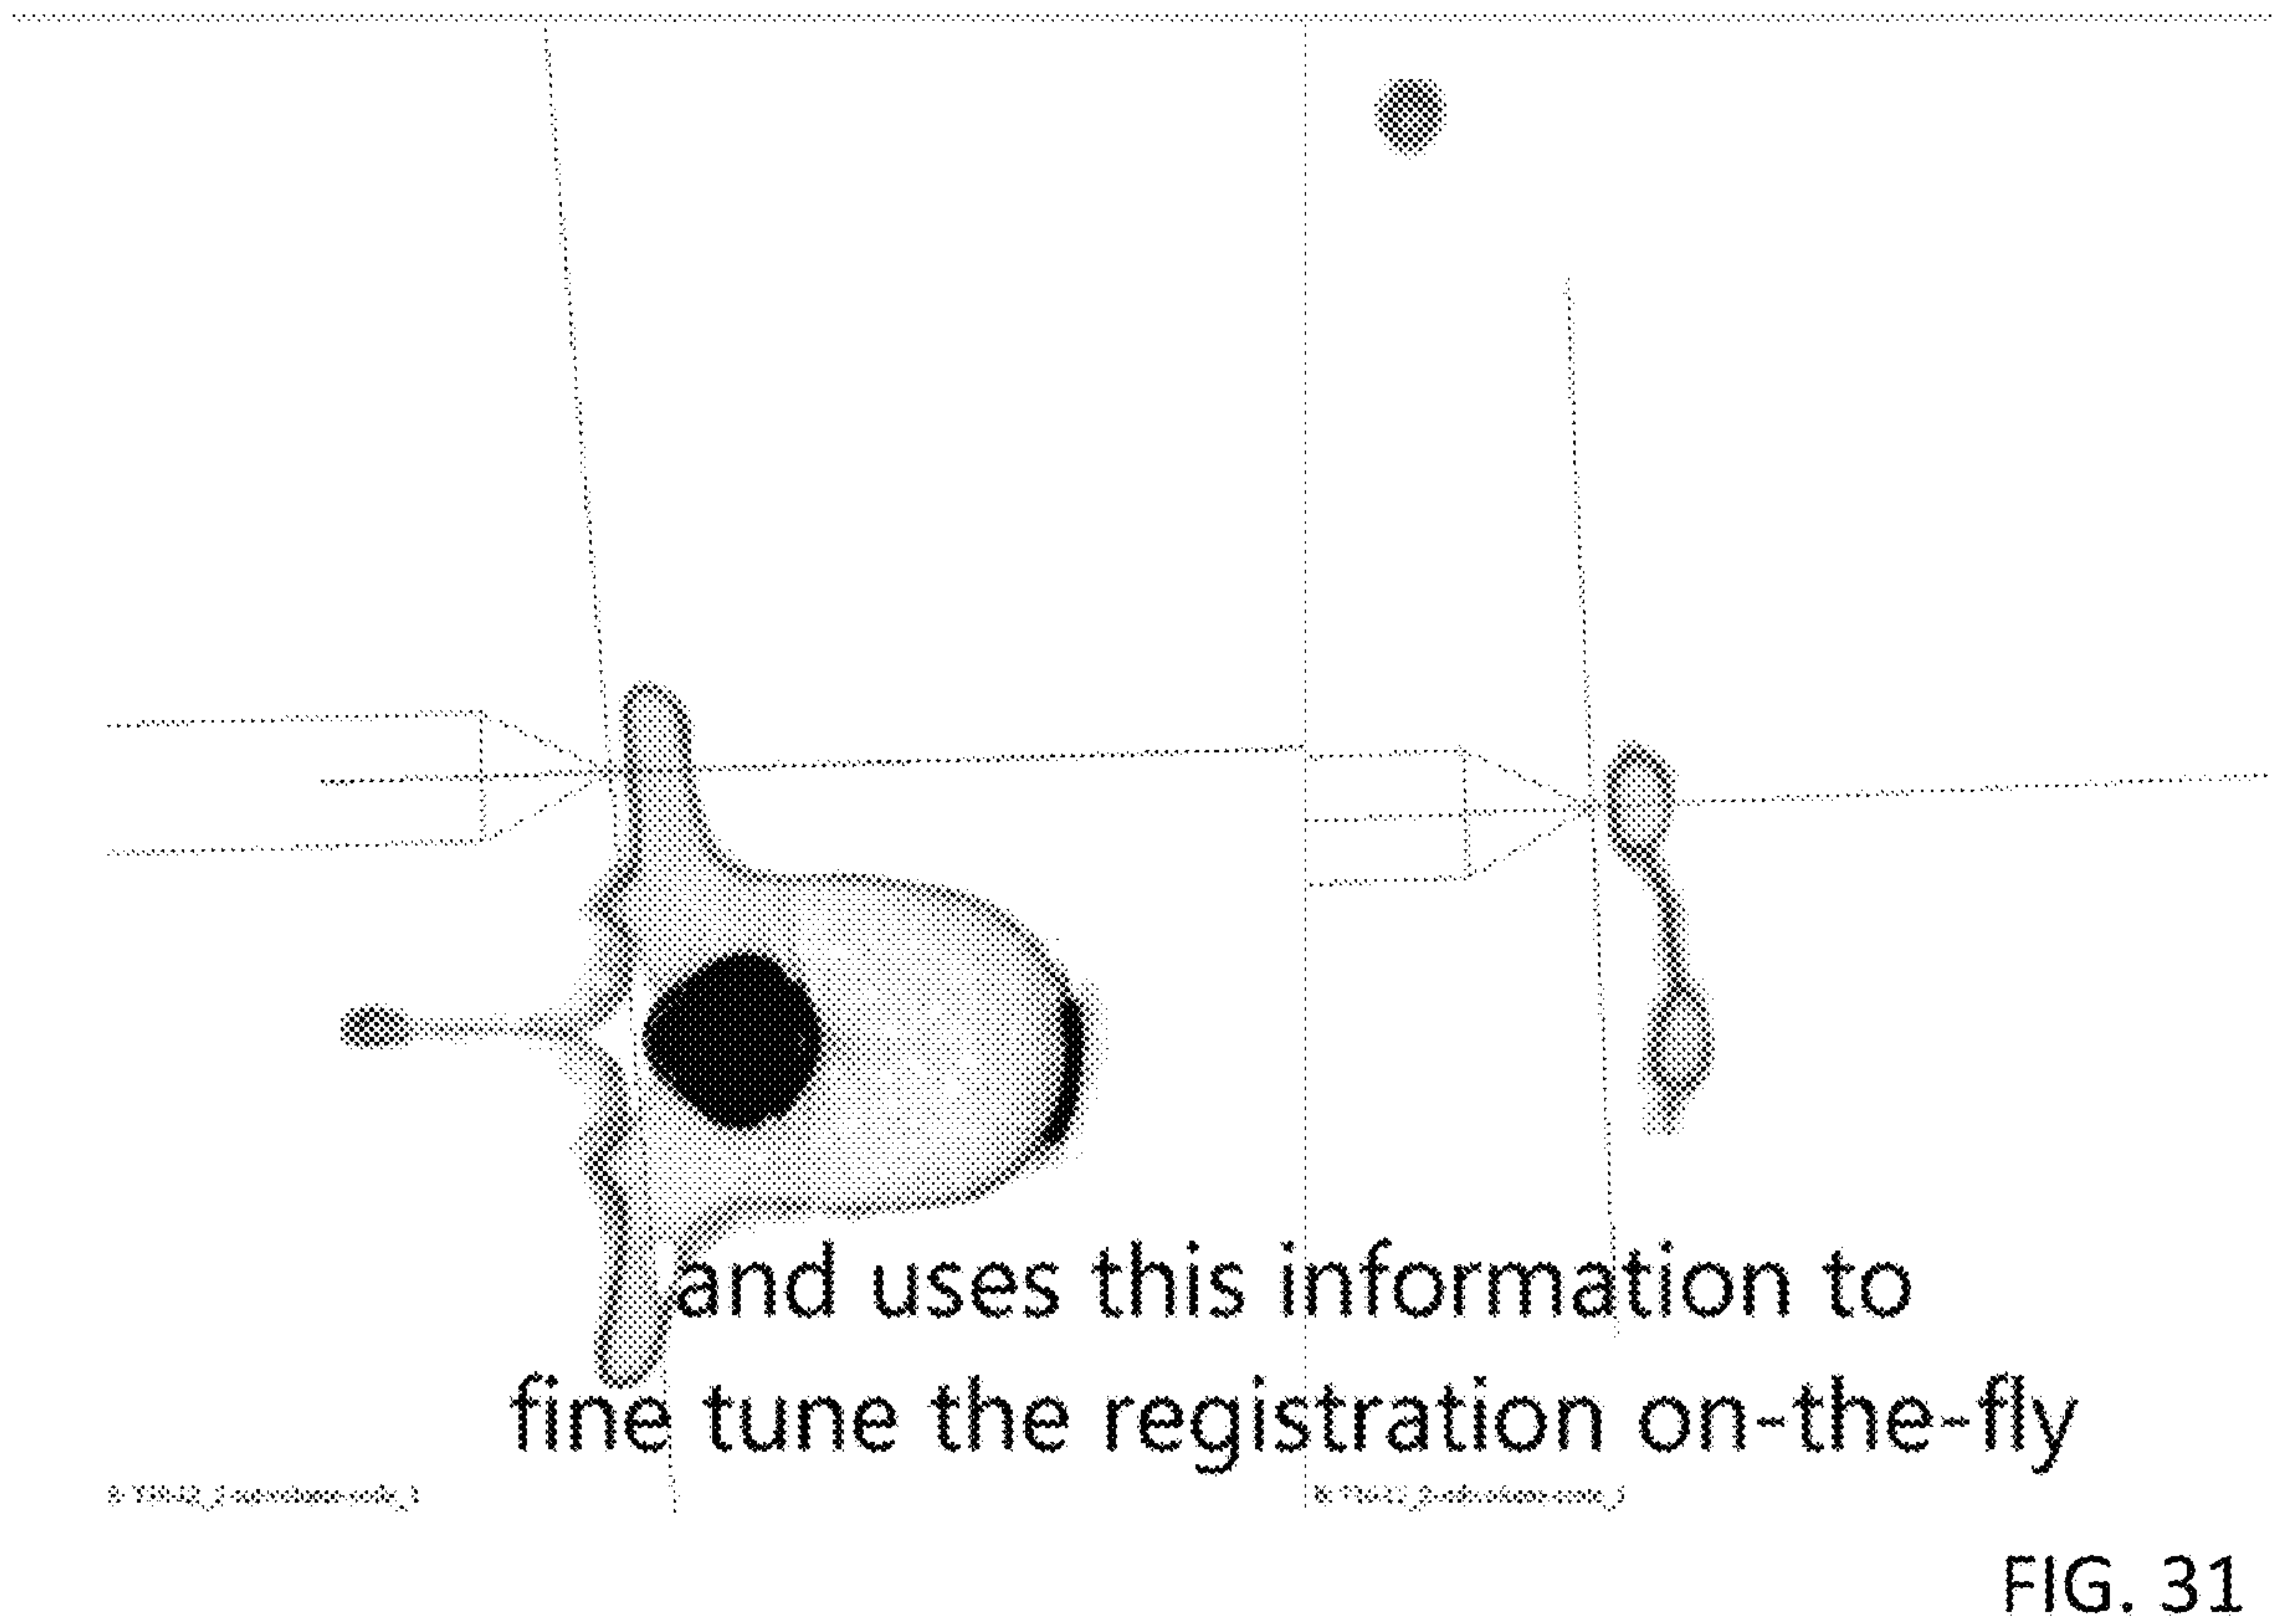 and uses this information to
fine tune the registration on-the-fly
FIG. 31